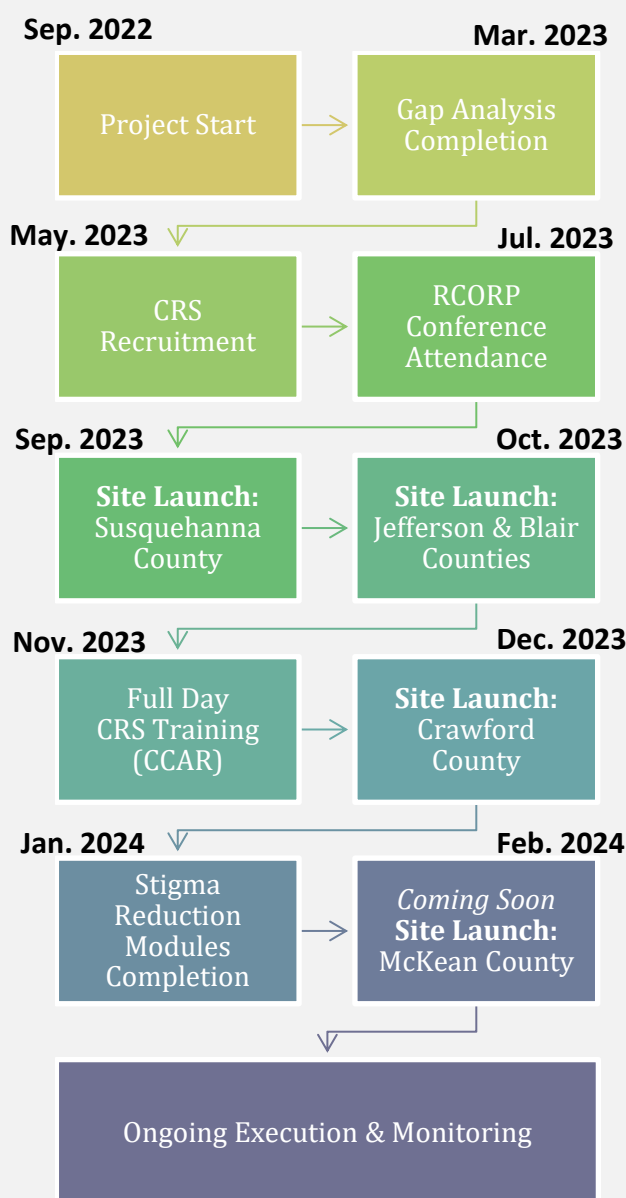 Sep. 2022
Mar. 2023
Project Start
Gap Analysis
Completion
May. 2023
Jul. 2023
CRS
Recruitment
RCORP
Conference
Attendance
Sep. 2023
Oct. 2023
Site Launch:
Susquehanna
County
Site Launch:
Jefferson & Blair
Counties
Nov. 2023
Dec. 2023
Full Day
CRS Training
(CCAR)
Site Launch:
Crawford
County
Jan. 2024
Feb. 2024
Stigma
Reduction
Modules
Completion
Coming Soon
Site Launch:
McKean County
Ongoing Execution & Monitoring